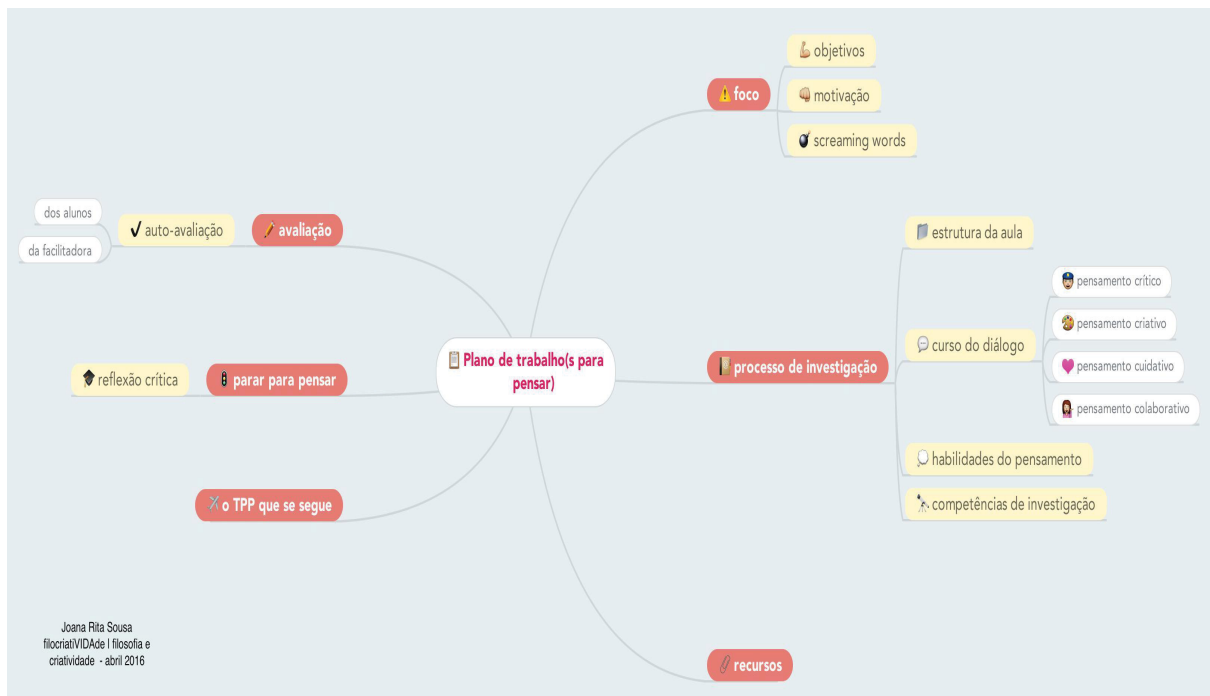 Plano de trabalho(s para
pensar)
foco
objetivos
motivação
screaming words
processo de investigação
estrutura da aula
curso do diálogo
pensamento crítico
pensamento criativo
pensamento cuidativo
pensamento colaborativo
habilidades do pensamento
competências de investigação
recursos
avaliação
auto-avaliação
dos alunos
da facilitadora
parar para pensar
reflexão crítica
o TPP que se segue
Joana Rita Sousa
filocriatiVIDAde | filosofia e
criatividade - abril 2016